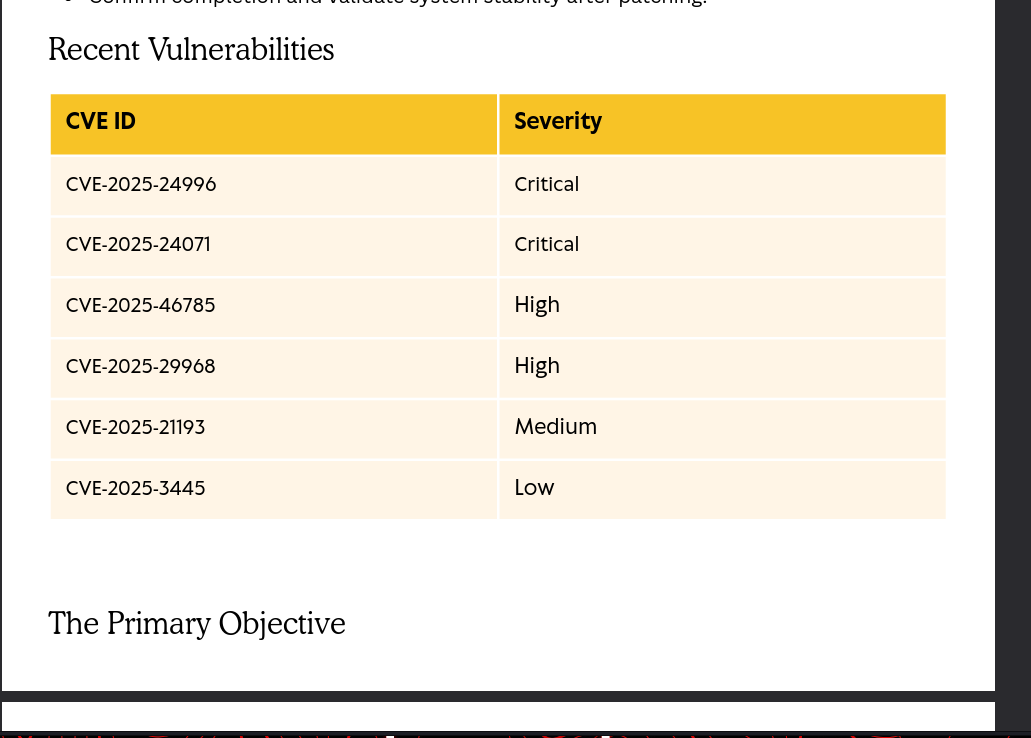 Confirm completion and validate system stability after patching.
Recent Vulnerabilities
CVE ID Severity
CVE-2025-24996 Critical
CVE-2025-24071 Critical
CVE-2025-46785 High
CVE-2025-29968 High
CVE-2025-21193 Medium
CVE-2025-3445 Low
The Primary Objective